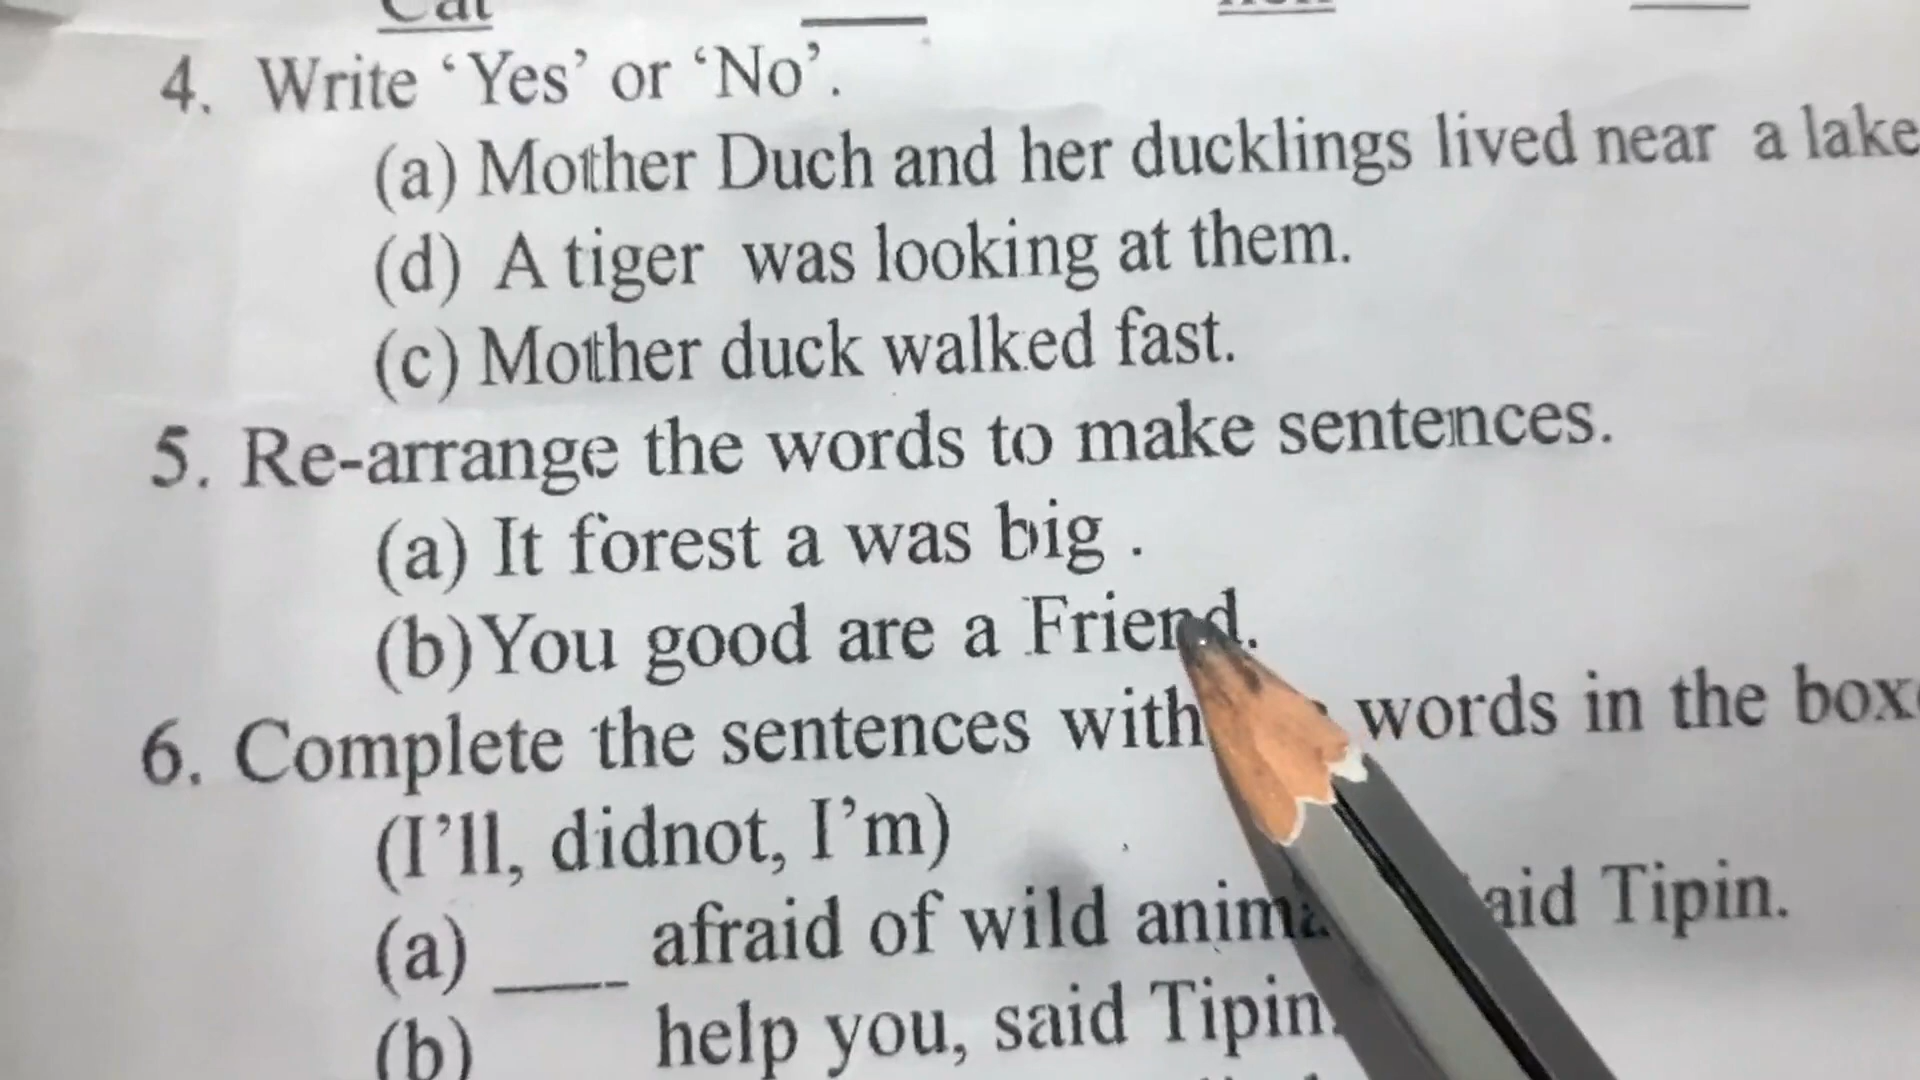 Cat
4. Write ‘Yes’ or ‘No’.
(a) Mother Duch and her ducklings lived near a lake
(d) A tiger was looking at them.
(c) Mother duck walked fast.
5. Re-arrange the words to make sentences.
(a) It forest a was big .
(b) You good are a Friend.
6. Complete the sentences with words in the box
(I’ll, didnot, I’m)
(a) ____ afraid of wild said Tipin.
(b) help you, said Tipin.